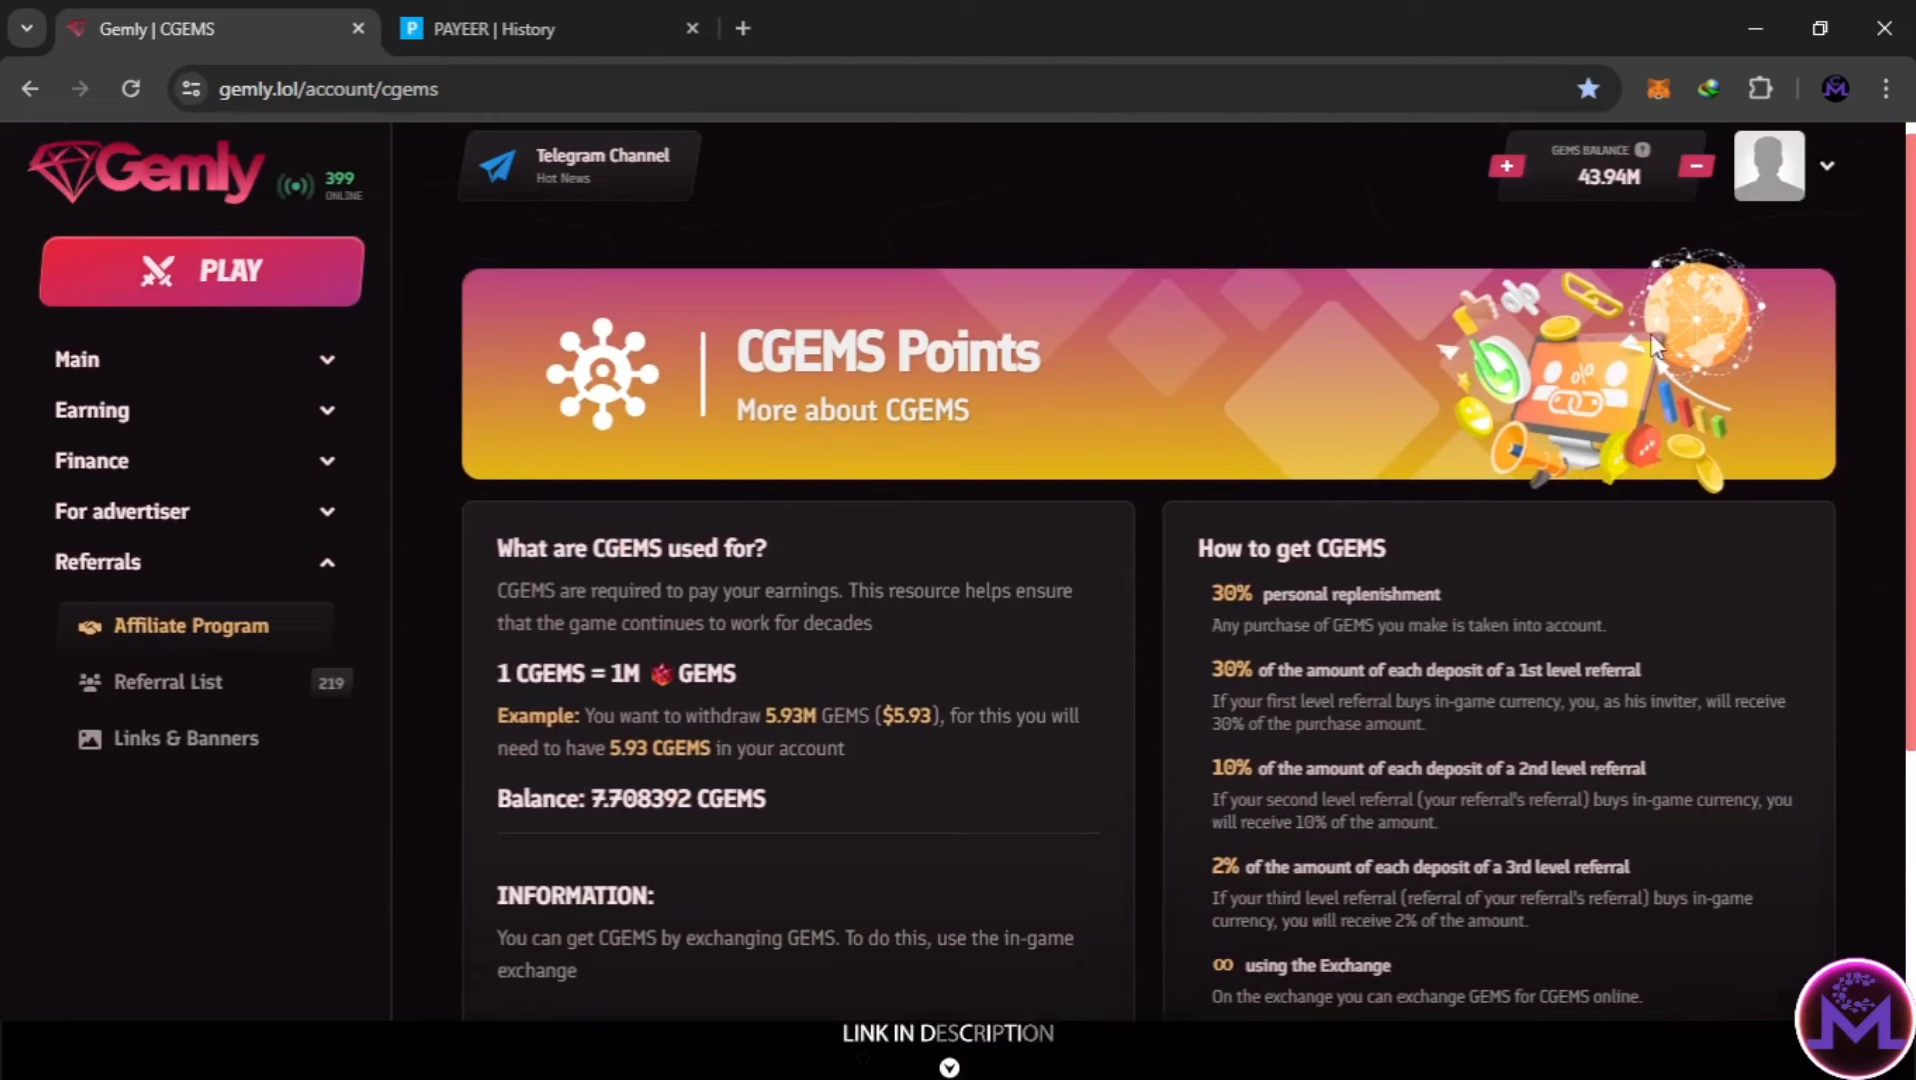 Gemly | CGEMS
PAYEER | History
gemly.lol/account/cgems
Gemly
399
ONLINE
Telegram Channel
Hot News
GEMS BALANCE ?
43.94M
PLAY
Main
Earning
Finance
For advertiser
Referrals
Affiliate Program
Referral List 219
Links & Banners
CGEMS Points
More about CGEMS
What are CGEMS used for?
CGEMS are required to pay your earnings. This resource helps ensure
that the game continues to work for decades
1 CGEMS = 1M GEMS
Example: You want to withdraw 5.93M GEMS ($5.93), for this you will
need to have 5.93 CGEMS in your account
Balance: 7.708392 CGEMS
INFORMATION:
You can get CGEMS by exchanging GEMS. To do this, use the in-game
exchange
How to get CGEMS
30% personal replenishment
Any purchase of GEMS you make is taken into account.
30% of the amount of each deposit of a 1st level referral
If your first level referral buys in-game currency, you, as his inviter, will receive
30% of the purchase amount.
10% of the amount of each deposit of a 2nd level referral
If your second level referral (your referral's referral) buys in-game currency, you
will receive 10% of the amount.
2% of the amount of each deposit of a 3rd level referral
If your third level referral (referral of your referral's referral) buys in-game
currency, you will receive 2% of the amount.
∞ using the Exchange
On the exchange you can exchange GEMS for CGEMS online.
LINK IN DESCRIPTION